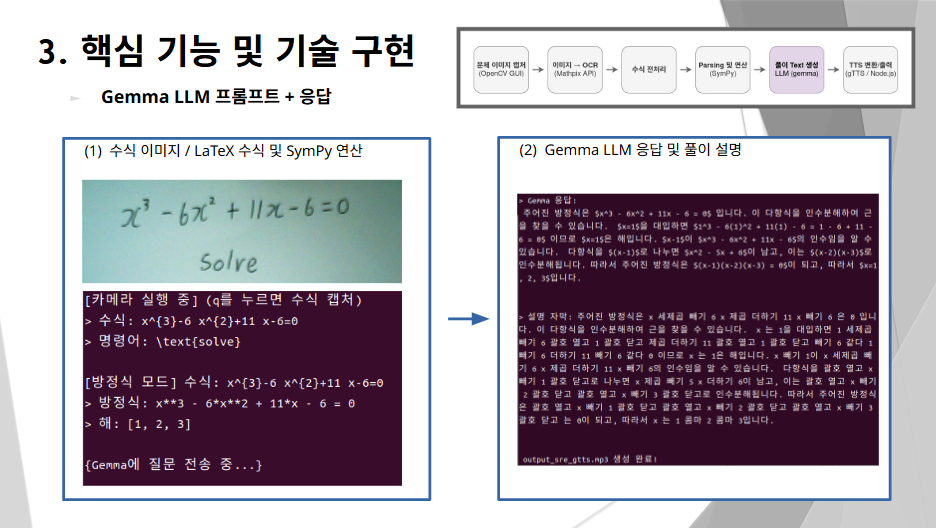 3. 핵심 기능 및 기술 구현
Gemma LLM 프롬프트 + 응답
문제 이미지 캡처
(OpenCV GUI)
이미지 → OCR
(Mathpix API)
수식 전처리
Parsing 및 연산
(SymPy)
풀이 Text 생성
LLM (gemma)
TTS 변환/출력
(gTTS / Node.js)
(1) 수식 이미지 / LaTeX 수식 및 SymPy 연산
x³ - 6x² + 11x - 6 = 0
solve
[카메라 실행 중] (q를 누르면 수식 캡처)
> 수식: x^{3}-6 x^{2}+11 x-6=0
> 명령어: \text{solve}
[방정식 모드] 수식: x^{3}-6 x^{2}+11 x-6=0
> 방정식: x**3 - 6*x**2 + 11*x - 6 = 0
> 해: [1, 2, 3]
{Gemma에 질문 전송 중...}
(2) Gemma LLM 응답 및 풀이 설명
> Gemma 응답:
주어진 방정식은 $x^3 - 6x^2 + 11x - 6 = 0$ 입니다. 이 다항식을 인수분해하여 근
을 찾을 수 있습니다. $x=1$을 대입하면 $1^3 - 6(1)^2 + 11(1) - 6 = 1 - 6 + 11 -
6 = 0$ 이므로 $x=1$은 해입니다. $x-1$이 $x^3 - 6x^2 + 11x - 6$의 인수임을 알 수
있습니다. 다항식을 $(x-1)$로 나누면 $x^2 - 5x + 6$이 남고, 이는 $(x-2)(x-3)$로
인수분해됩니다. 따라서 주어진 방정식은 $(x-1)(x-2)(x-3) = 0$이 되고, 따라서 $x=1
, 2, 3$입니다.
> 설명 자막: 주어진 방정식은 x 세제곱 빼기 6 x 제곱 더하기 11 x 빼기 6 은 0 입니
다. 이 다항식을 인수분해하여 근을 찾을 수 있습니다. x 는 1을 대입하면 1 세제곱
빼기 6 괄호 열고 1 괄호 닫고 제곱 더하기 11 괄호 열고 1 괄호 닫고 빼기 6 같다 1
빼기 6 더하기 11 빼기 6 같다 0 이므로 x 는 1은 해입니다. x 빼기 1이 x 세제곱 빼
기 6 x 제곱 더하기 11 x 빼기 6의 인수임을 알 수 있습니다. 다항식을 괄호 열고 x
빼기 1 괄호 닫고로 나누면 x 제곱 빼기 5 x 더하기 6이 남고, 이는 괄호 열고 x 빼기
2 괄호 닫고 괄호 열고 x 빼기 3 괄호 닫고로 인수분해됩니다. 따라서 주어진 방정식
은 괄호 열고 x 빼기 1 괄호 닫고 괄호 열고 x 빼기 2 괄호 닫고 괄호 열고 x 빼기 3
괄호 닫고 는 0이 되고, 따라서 x 는 1 콤마 2 콤마 3입니다.
output_sre_gtts.mp3 생성 완료!